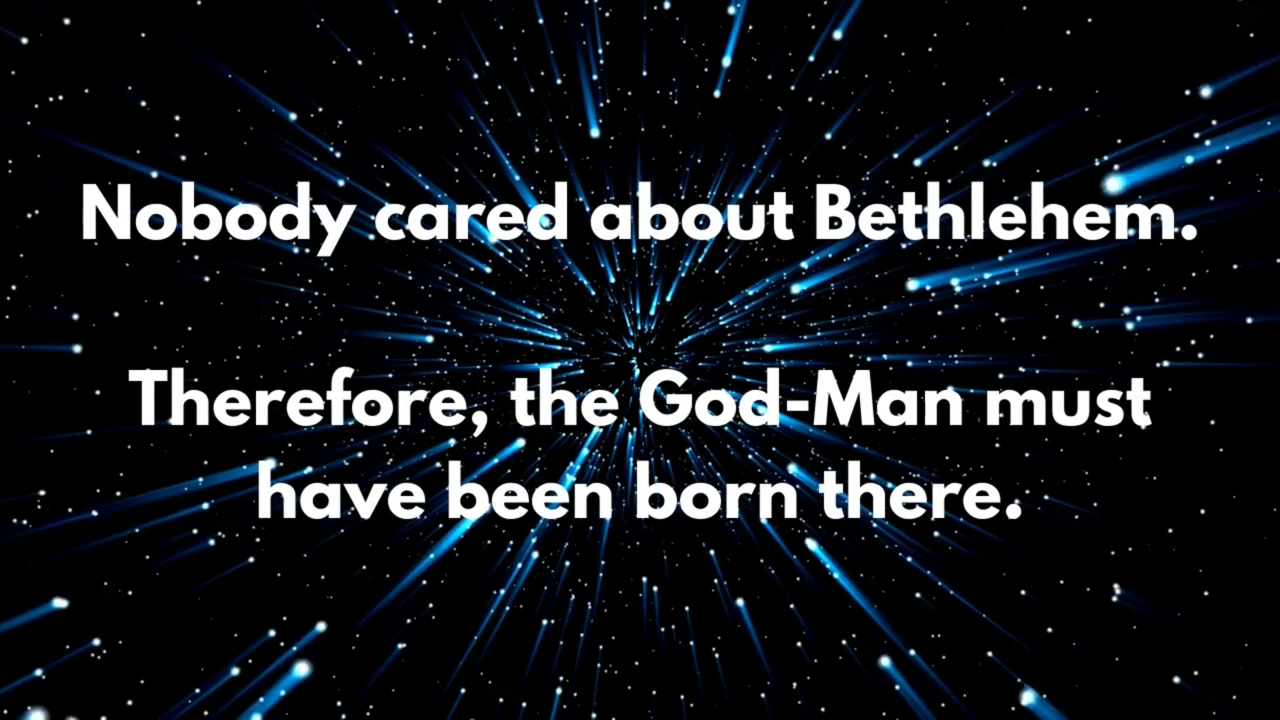 Nobody cared about Bethlehem.
Therefore, the God-Man must
have been born there.